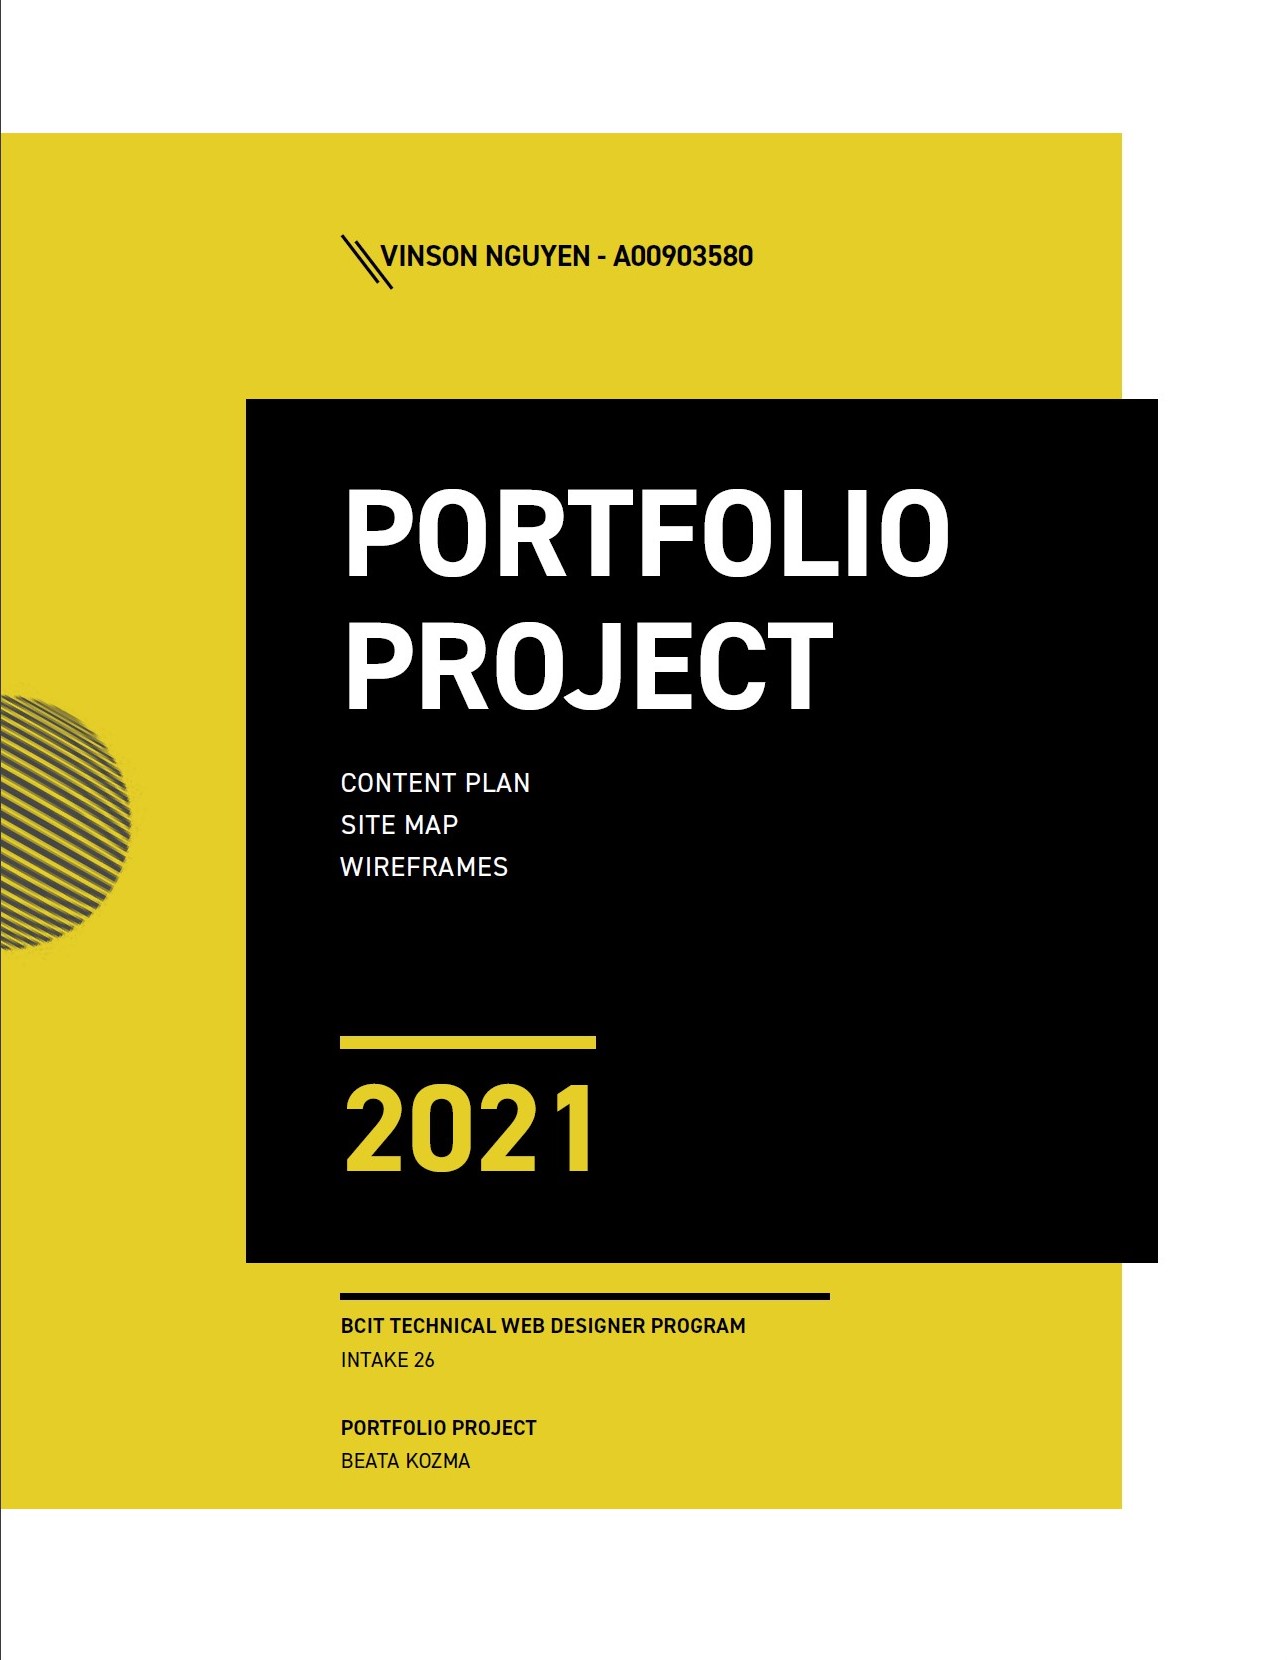 VINSON NGUYEN - A00903580
PORTFOLIO
PROJECT
CONTENT PLAN
SITE MAP
WIREFRAMES
2021
BCIT TECHNICAL WEB DESIGNER PROGRAM
INTAKE 26
PORTFOLIO PROJECT
BEATA KOZMA